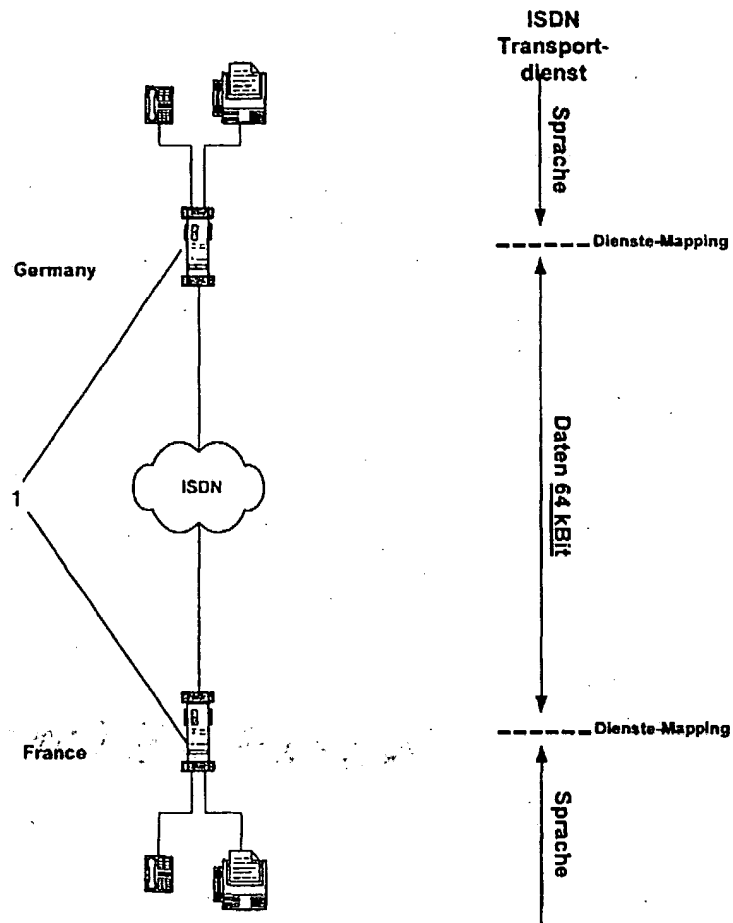 ISDN
Transport-
dienst
Sprache
Dienste-Mapping
Germany
Daten 64 kBit
1
ISDN
Dienste-Mapping
France
Sprache